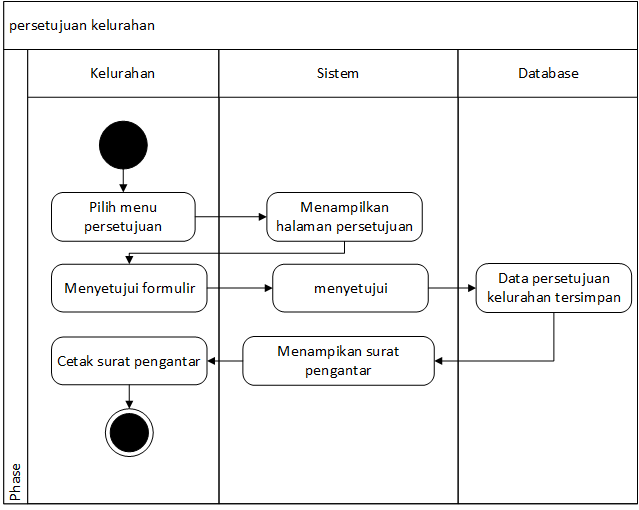 persetujuan kelurahan
Kelurahan
Sistem
Database
Pilih menu
persetujuan
Menampilkan
halaman persetujuan
Menyetujui formulir
menyetujui
Data persetujuan
kelurahan tersimpan
Menampikan surat
pengantar
Cetak surat pengantar
Phase